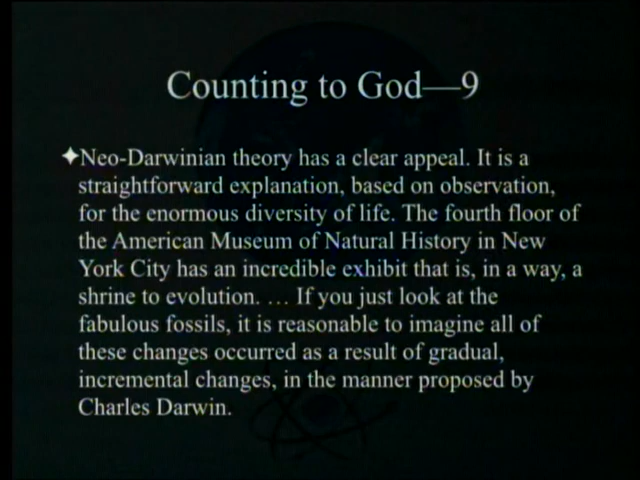 Counting to God—9
✦Neo-Darwinian theory has a clear appeal. It is a
straightforward explanation, based on observation,
for the enormous diversity of life. The fourth floor of
the American Museum of Natural History in New
York City has an incredible exhibit that is, in a way, a
shrine to evolution. … If you just look at the
fabulous fossils, it is reasonable to imagine all of
these changes occurred as a result of gradual,
incremental changes, in the manner proposed by
Charles Darwin.